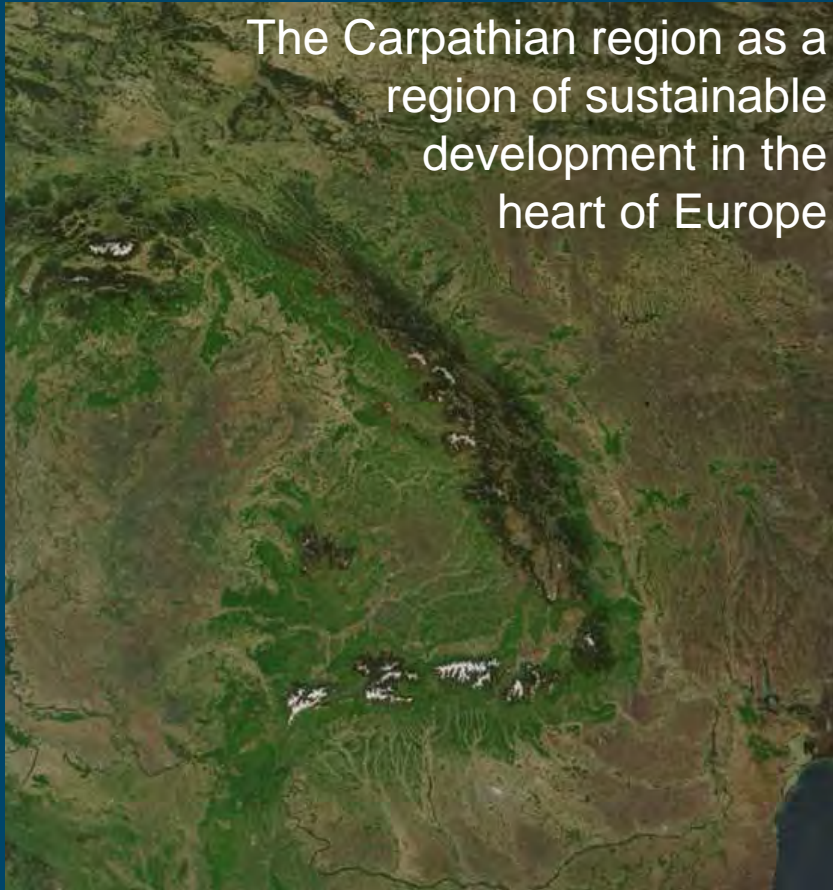 The Carpathian region as a
region of sustainable
development in the
heart of Europe